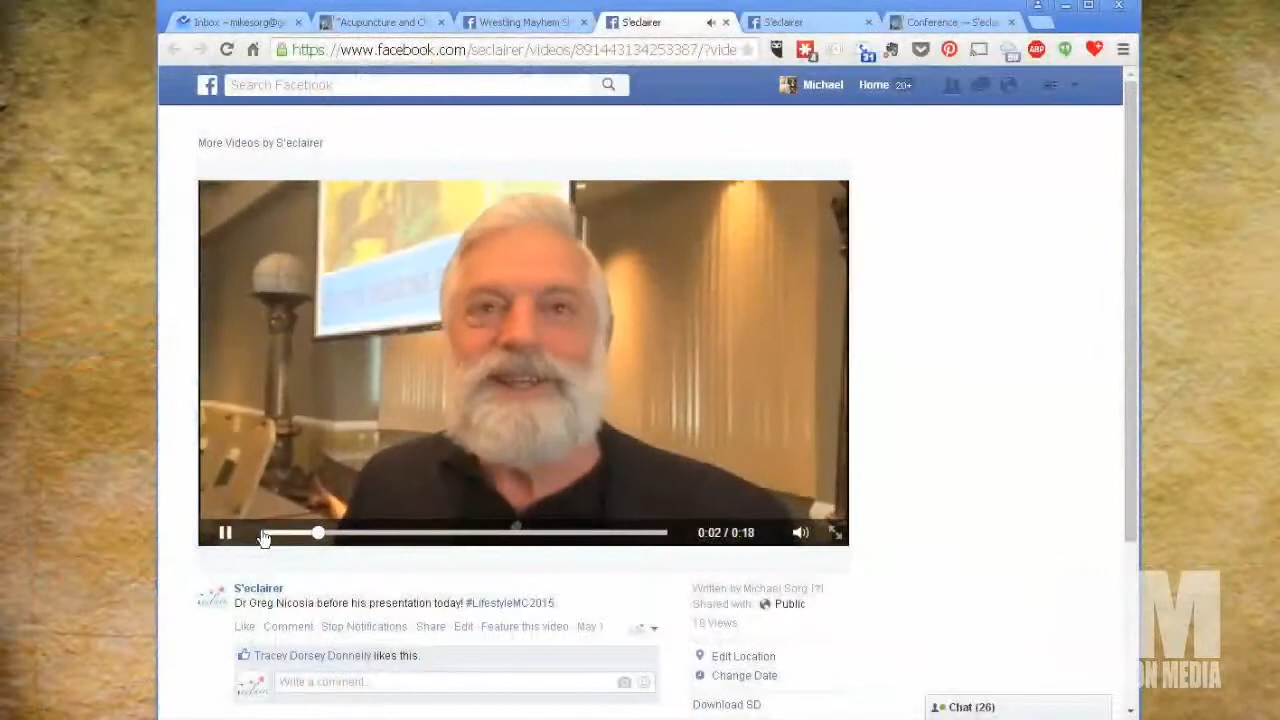 Inbox – mikesorg@g
"Acupuncture and C
Wrestling Mayhem S
S'eclairer
S'eclairer
Conference — S'ecla
https://www.facebook.com/seclairer/videos/891443134253387/?vide
Search Facebook
Michael
Home 20+
More Videos by S'eclairer
0:02 / 0:18
S'eclairer
Dr Greg Nicosia before his presentation today! #LifestyleMC2015
Like Comment Stop Notifications Share Edit Feature this video May 1
Tracey Dorsey Donnelly likes this.
Write a comment...
Written by Michael Sorg [?]
Shared with: Public
18 Views
Edit Location
Change Date
Download SD
Chat (26)
31
ABP
M
ON MEDIA